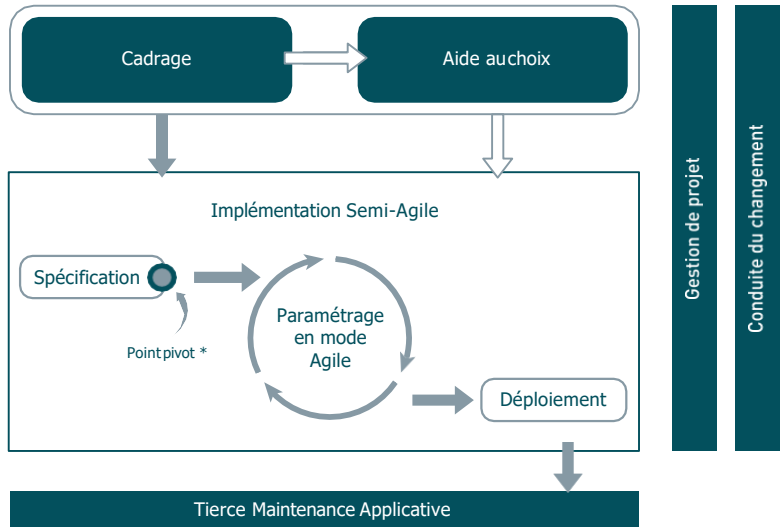 Cadrage
Aide auchoix
Implémentation Semi-Agile
Spécification
Point pivot *
Paramétrage
en mode
Agile
Déploiement
Tierce Maintenance Applicative
Gestion de projet
Conduite du changement